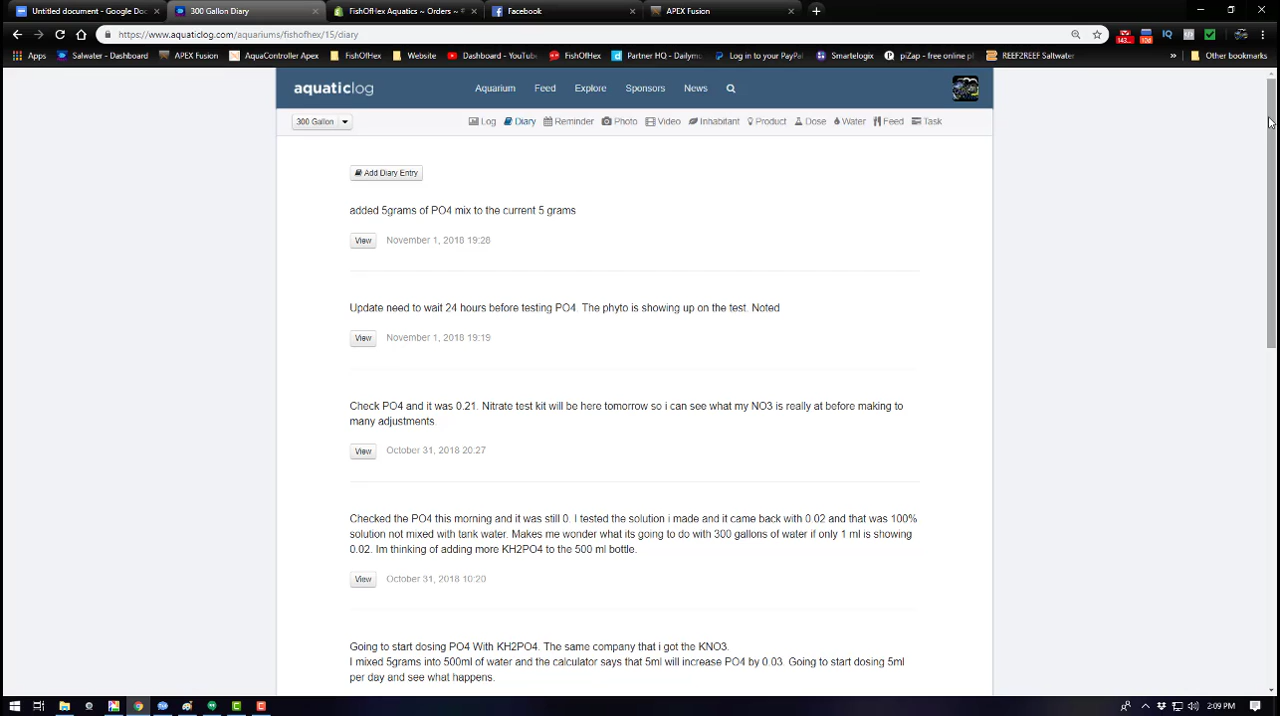 Untitled document - Google Doc
300 Gallon Diary
FishOfHex Aquatics ~ Orders ~
Facebook
APEX Fusion
https://www.aquaticlog.com/aquariums/fishofhex/15/diary
Apps
Salwater - Dashboard
APEX Fusion
AquaController Apex
FishOfHex
Website
Dashboard - YouTu
FishOfHex
Partner HQ - Dailymo
Log in to your PayPal
Smartelogix
piZap - free online ph
REEF2REEF Saltwater
»
Other bookmarks
aquaticlog
Aquarium
Feed
Explore
Sponsors
News
300 Gallon
Log
Diary
Reminder
Photo
Video
Inhabitant
Product
Dose
Water
Feed
Task
Add Diary Entry
added 5grams of PO4 mix to the current 5 grams
View November 1, 2018 19:28
Update need to wait 24 hours before testing PO4. The phyto is showing up on the test. Noted
View November 1, 2018 19:19
Check PO4 and it was 0.21. Nitrate test kit will be here tomorrow so i can see what my NO3 is really at before making to
many adjustments.
View October 31, 2018 20:27
Checked the PO4 this morning and it was still 0. I tested the solution i made and it came back with 0.02 and that was 100%
solution not mixed with tank water. Makes me wonder what its going to do with 300 gallons of water if only 1 ml is showing
0.02. Im thinking of adding more KH2PO4 to the 500 ml bottle.
View October 31, 2018 10:20
Going to start dosing PO4 With KH2PO4. The same company that i got the KNO3.
I mixed 5grams into 500ml of water and the calculator says that 5ml will increase PO4 by 0.03. Going to start dosing 5ml
per day and see what happens.
2:09 PM